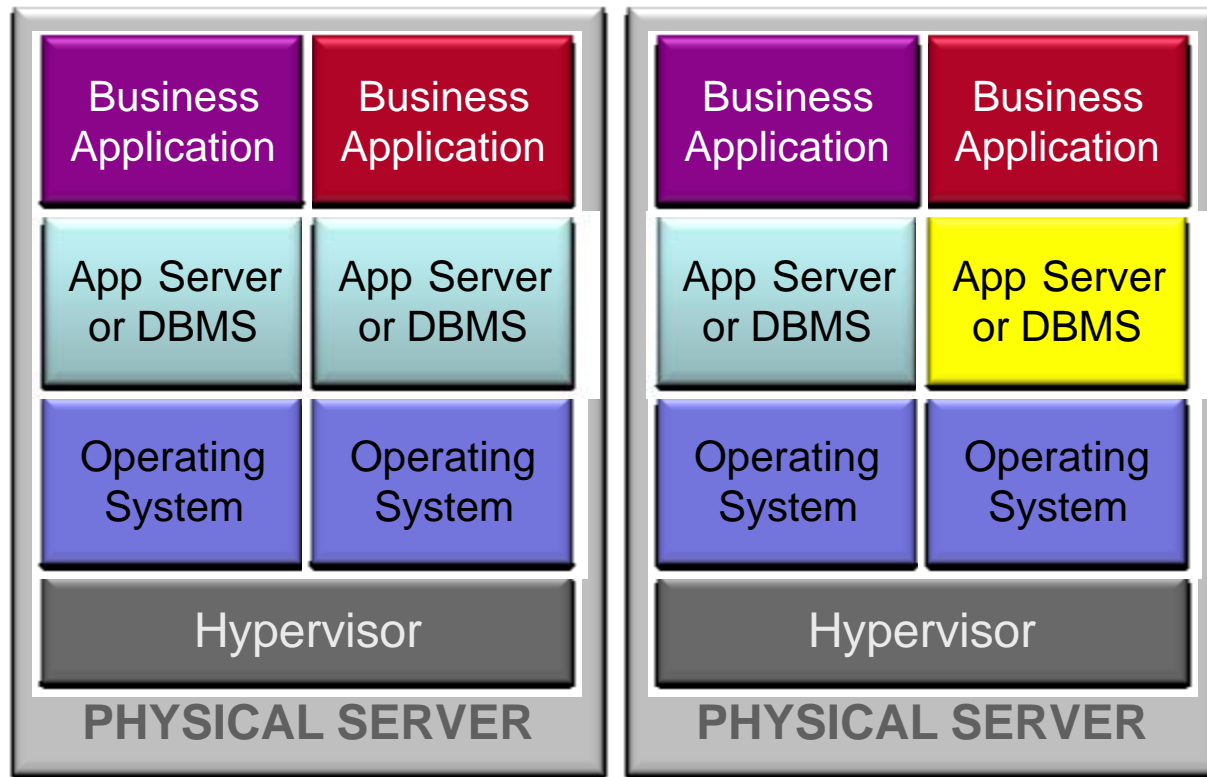 Business
Application
Business
Application
App Server
or DBMS
App Server
or DBMS
Operating
System
Operating
System
Hypervisor
PHYSICAL SERVER
Business
Application
Business
Application
App Server
or DBMS
App Server
or DBMS
Operating
System
Operating
System
Hypervisor
PHYSICAL SERVER